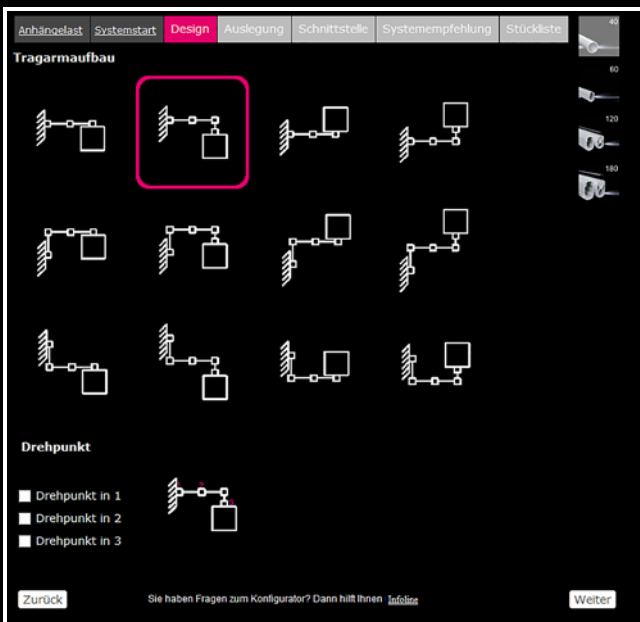 Anhängelast Systemstart Design Auslegung Schnittstelle Systemempfehlung Stückliste
40
Tragarmaufbau
60
120
180
Drehpunkt
Drehpunkt in 1
Drehpunkt in 2
Drehpunkt in 3
Zurück Sie haben Fragen zum Konfigurator? Dann hilft Ihnen Infoline Weiter